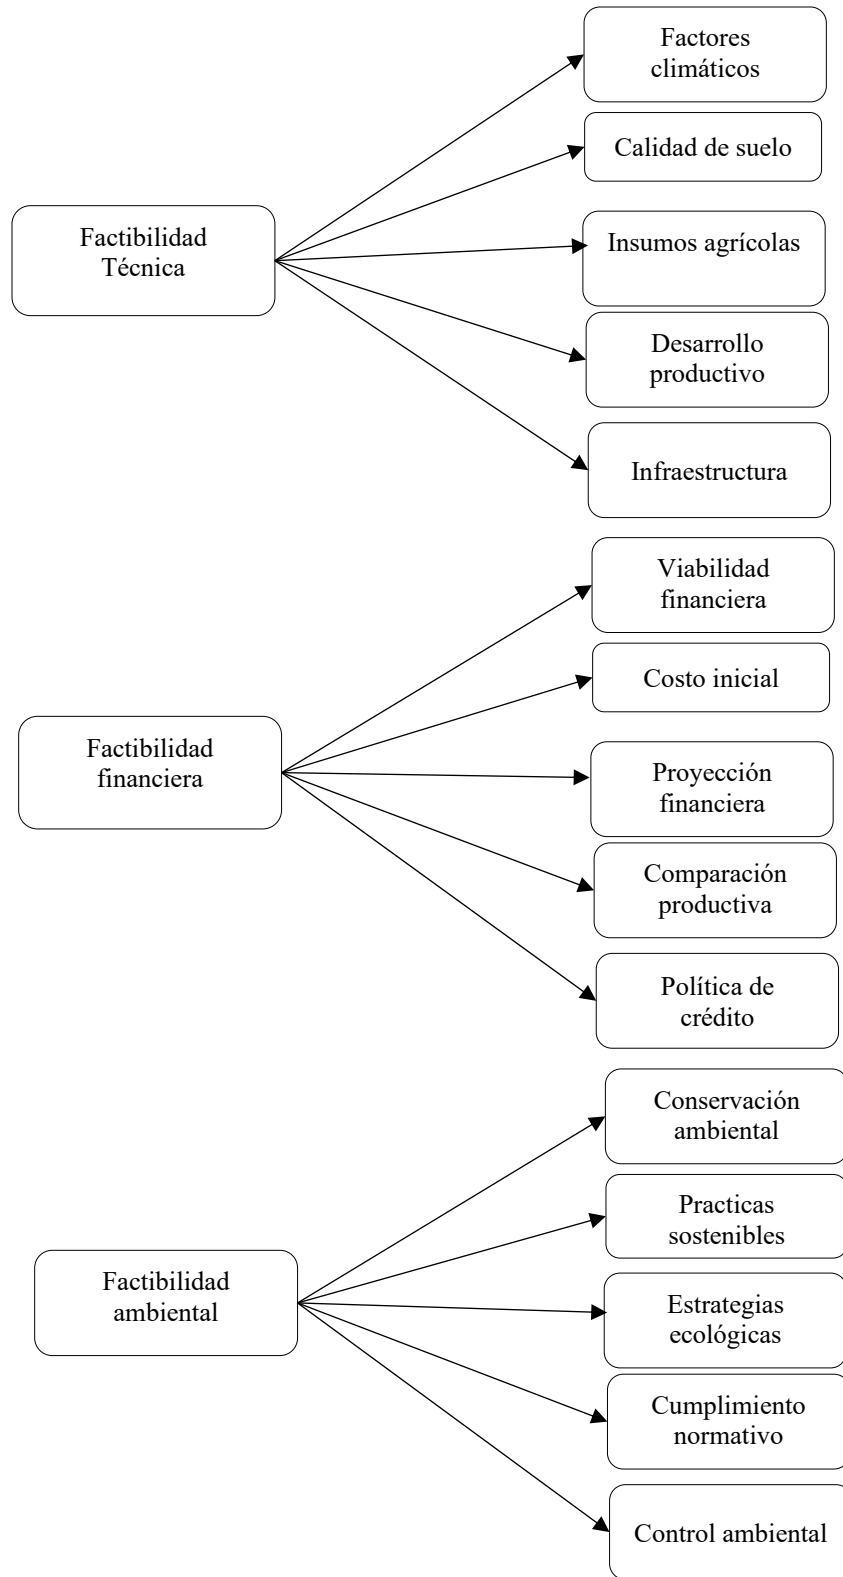 Factibilidad
Técnica
Factores
climáticos
Calidad de suelo
Insumos agrícolas
Desarrollo
productivo
Infraestructura
Factibilidad
financiera
Viabilidad
financiera
Costo inicial
Proyección
financiera
Comparación
productiva
Política de
crédito
Factibilidad
ambiental
Conservación
ambiental
Practicas
sostenibles
Estrategias
ecológicas
Cumplimiento
normativo
Control ambiental